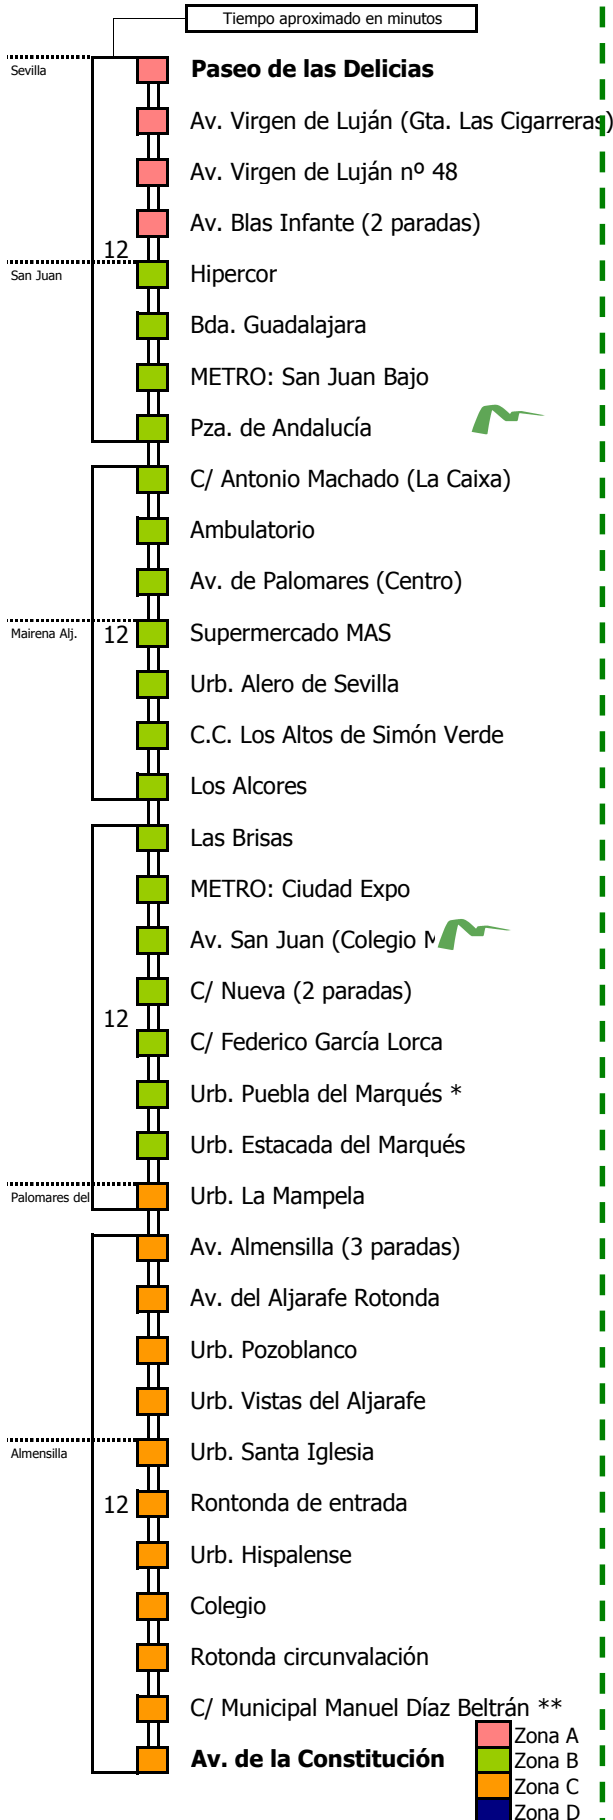 Tiempo aproximado en minutos
Sevilla
Paseo de las Delicias
Av. Virgen de Luján (Gta. Las Cigarreras)
Av. Virgen de Luján nº 48
Av. Blas Infante (2 paradas)
12
San Juan
Hipercor
Bda. Guadalajara
METRO: San Juan Bajo
Pza. de Andalucía
C/ Antonio Machado (La Caixa)
Ambulatorio
Av. de Palomares (Centro)
Mairena Alj.
12
Supermercado MAS
Urb. Alero de Sevilla
C.C. Los Altos de Simón Verde
Los Alcores
Las Brisas
METRO: Ciudad Expo
Av. San Juan (Colegio
C/ Nueva (2 paradas)
12
C/ Federico García Lorca
Urb. Puebla del Marqués *
Urb. Estacada del Marqués
Palomares del
Urb. La Mampela
Av. Almensilla (3 paradas)
Av. del Aljarafe Rotonda
Urb. Pozoblanco
Urb. Vistas del Aljarafe
Almensilla
Urb. Santa Iglesia
12
Rontonda de entrada
Urb. Hispalense
Colegio
Rotonda circunvalación
C/ Municipal Manuel Díaz Beltrán **
Av. de la Constitución
Zona A
Zona B
Zona C
Zona D